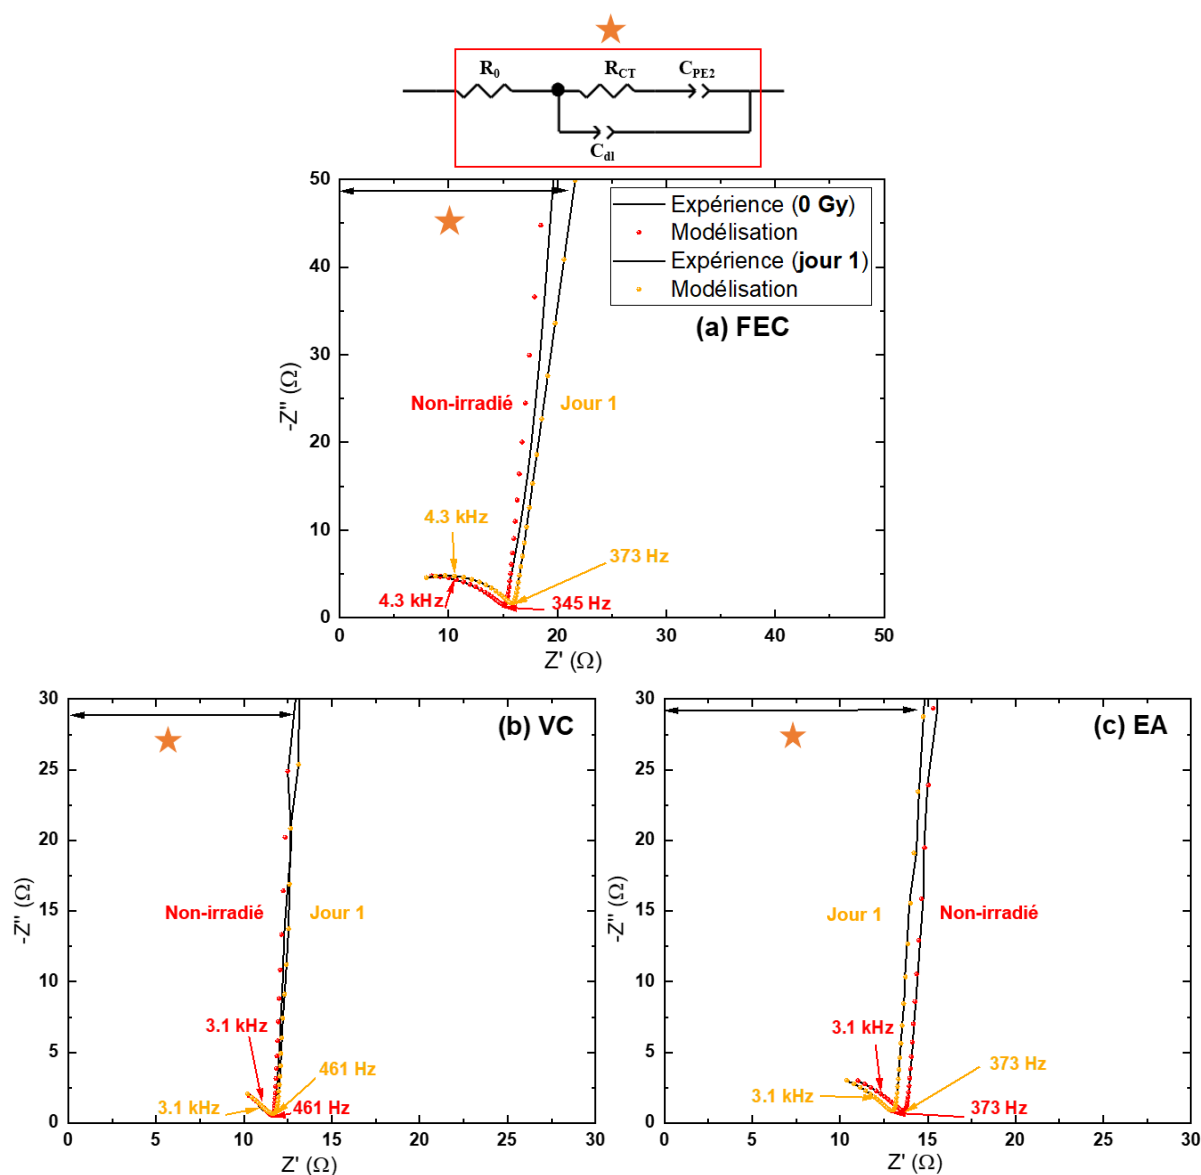 R0
RCT
CPE2
Cdl
50
40
30
20
10
0
-Z'' (Ω)
Expérience (0 Gy)
Modélisation
Expérience (jour 1)
Modélisation
(a) FEC
Non-irradié
Jour 1
4.3 kHz
373 Hz
4.3 kHz
345 Hz
0
10
20
30
40
50
Z' (Ω)
30
25
20
15
10
5
0
-Z'' (Ω)
(b) VC
Non-irradié
Jour 1
3.1 kHz
461 Hz
3.1 kHz
461 Hz
0
5
10
15
20
25
30
Z' (Ω)
30
25
20
15
10
5
0
-Z'' (Ω)
(c) EA
Jour 1
Non-irradié
3.1 kHz
373 Hz
3.1 kHz
373 Hz
0
5
10
15
20
25
30
Z' (Ω)